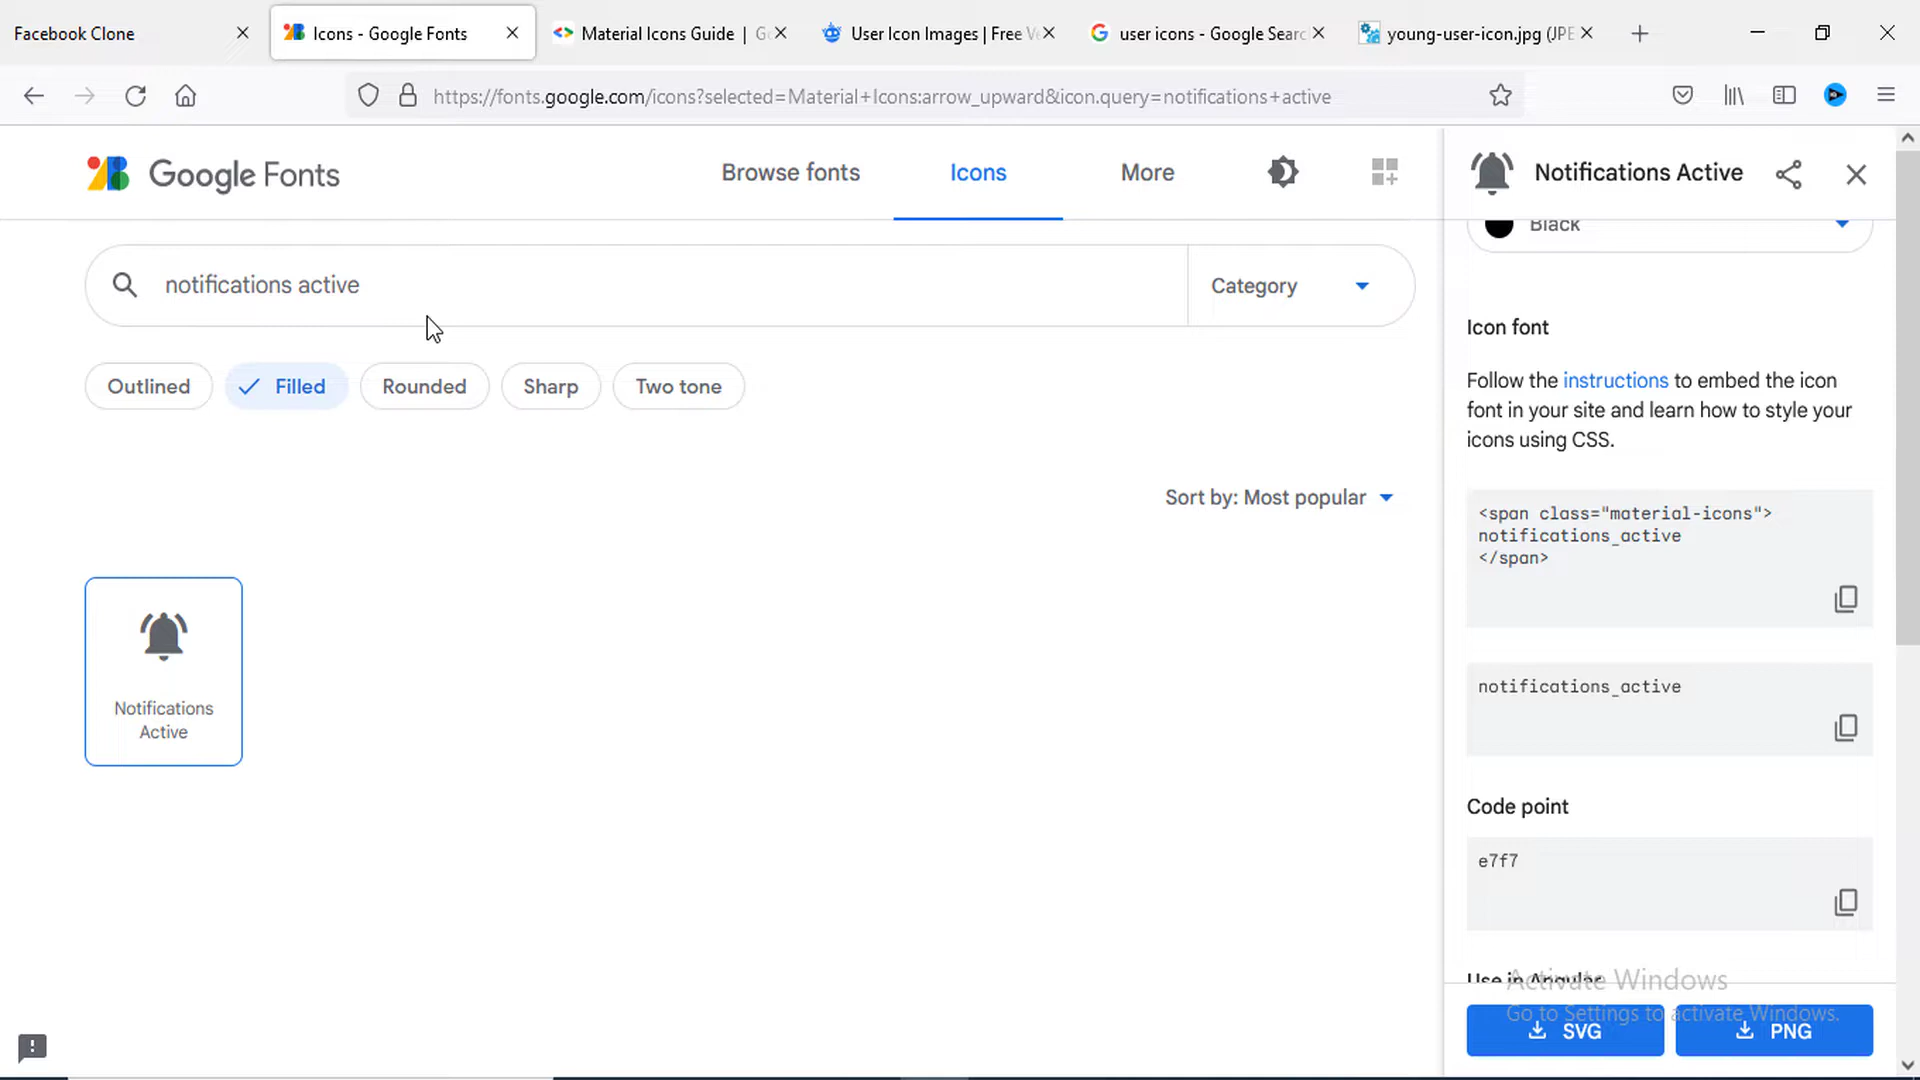 Facebook Clone
Icons - Google Fonts
Material Icons Guide | Go
User Icon Images | Free Ve
user icons - Google Searc
young-user-icon.jpg (JPE
https://fonts.google.com/icons?selected=Material+Icons:arrow_upward&icon.query=notifications+active
Google Fonts
Browse fonts
Icons
More
Notifications Active
Black
notifications active
Category
Outlined
Filled
Rounded
Sharp
Two tone
Sort by: Most popular
Notifications
Active
Icon font
Follow the instructions to embed the icon
font in your site and learn how to style your
icons using CSS.
<span class="material-icons">
notifications_active
</span>
notifications_active
Code point
e7f7
Use in Angular
Activate Windows
Go to Settings to activate Windows.
SVG
PNG